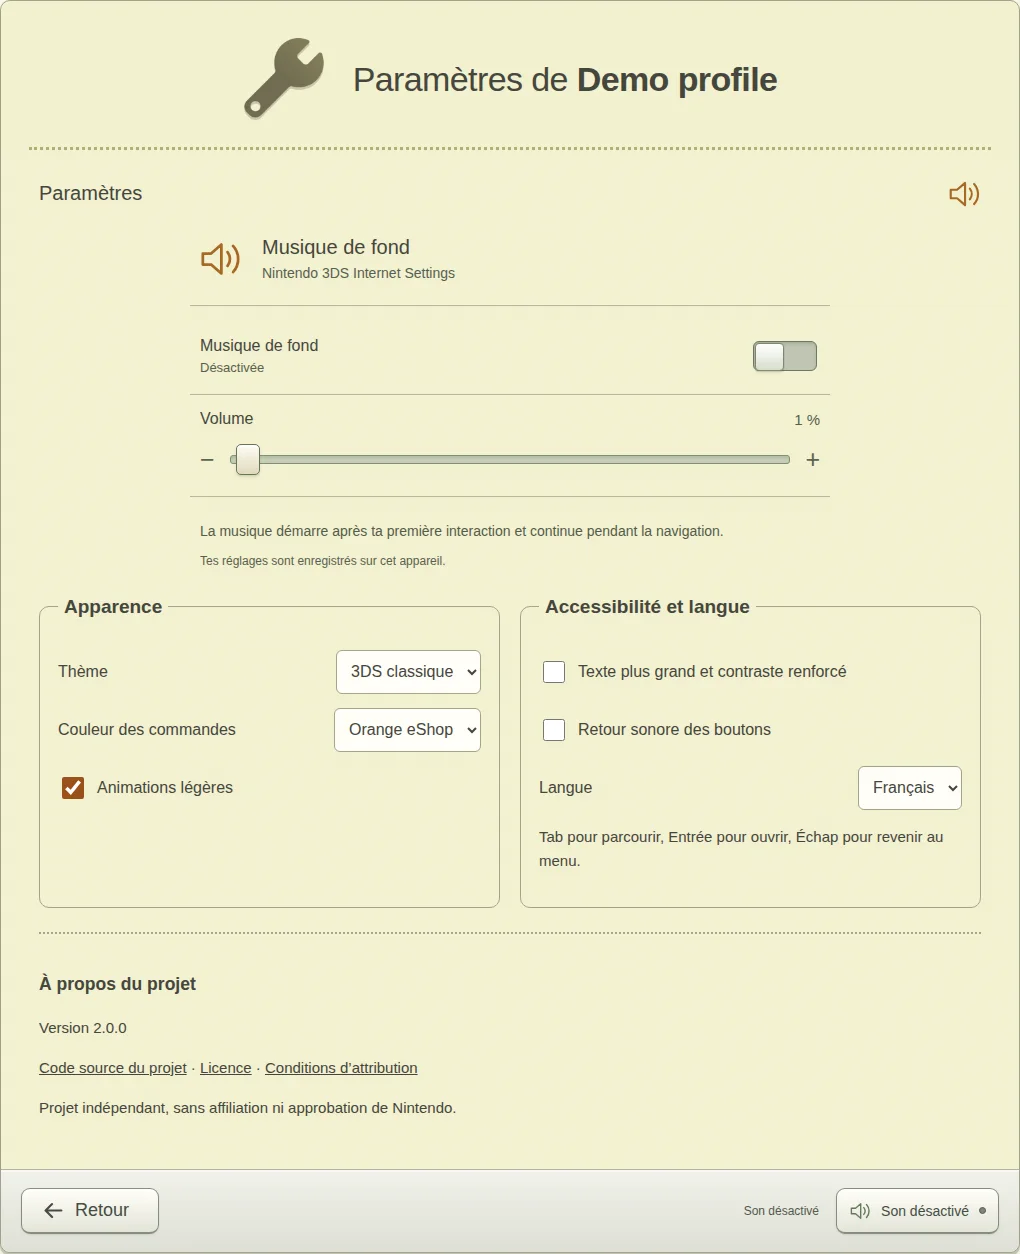 Paramètres de Demo profile
Paramètres
Musique de fond
Nintendo 3DS Internet Settings
Musique de fond
Désactivée
Volume
1 %
−
+
La musique démarre après ta première interaction et continue pendant la navigation.
Tes réglages sont enregistrés sur cet appareil.
Apparence
Thème
3DS classique
Couleur des commandes
Orange eShop
Animations légères
Accessibilité et langue
Texte plus grand et contraste renforcé
Retour sonore des boutons
Langue
Français
Tab pour parcourir, Entrée pour ouvrir, Échap pour revenir au
menu.
À propos du projet
Version 2.0.0
Code source du projet · Licence · Conditions d’attribution
Projet indépendant, sans affiliation ni approbation de Nintendo.
Retour
Son désactivé
Son désactivé